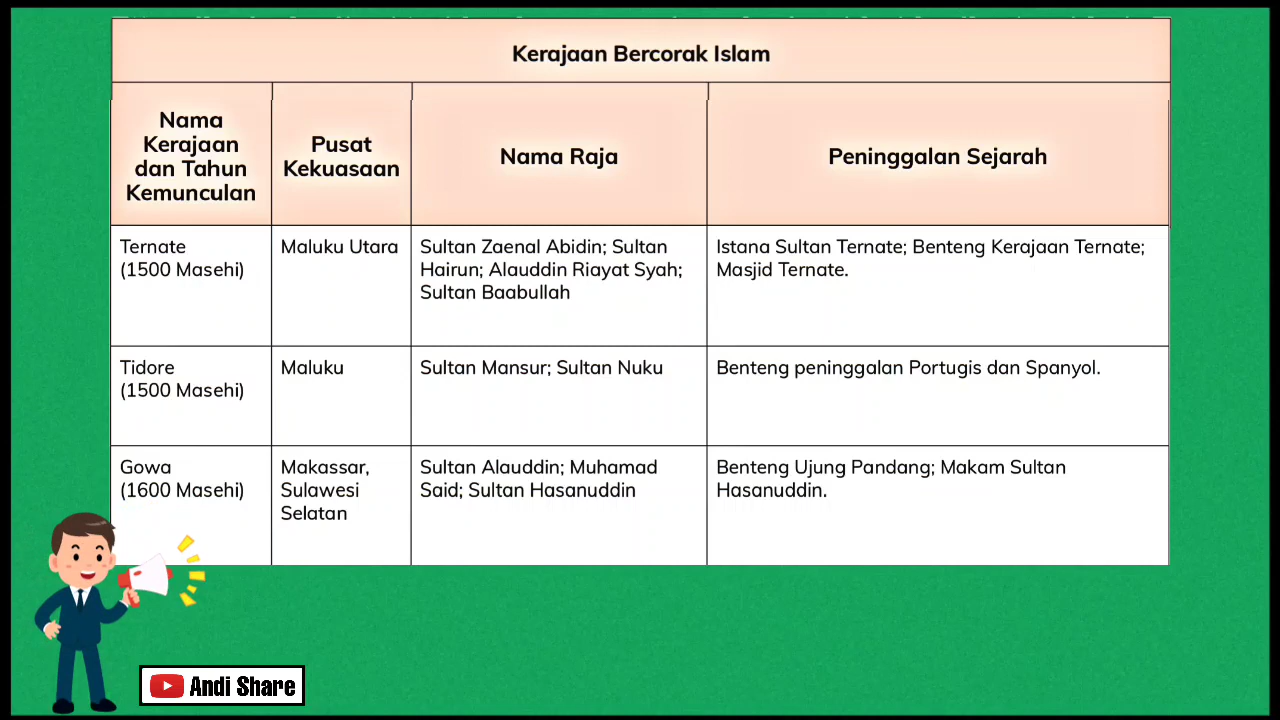 Kerajaan Bercorak Islam
Nama
Kerajaan
dan Tahun
Kemunculan
Pusat
Kekuasaan
Nama Raja
Peninggalan Sejarah
Ternate
(1500 Masehi)
Maluku Utara
Sultan Zaenal Abidin; Sultan
Hairun; Alauddin Riayat Syah;
Sultan Baabullah
Istana Sultan Ternate; Benteng Kerajaan Ternate;
Masjid Ternate.
Tidore
(1500 Masehi)
Maluku
Sultan Mansur; Sultan Nuku
Benteng peninggalan Portugis dan Spanyol.
Gowa
(1600 Masehi)
Makassar,
Sulawesi
Selatan
Sultan Alauddin; Muhamad
Said; Sultan Hasanuddin
Benteng Ujung Pandang; Makam Sultan
Hasanuddin.
Andi Share